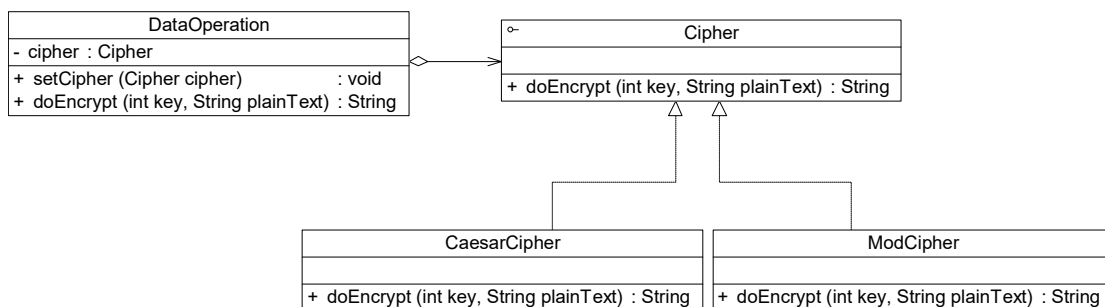 DataOperation
- cipher : Cipher
+ setCipher (Cipher cipher) : void
+ doEncrypt (int key, String plainText) : String
Cipher
+ doEncrypt (int key, String plainText) : String
CaesarCipher
+ doEncrypt (int key, String plainText) : String
ModCipher
+ doEncrypt (int key, String plainText) : String